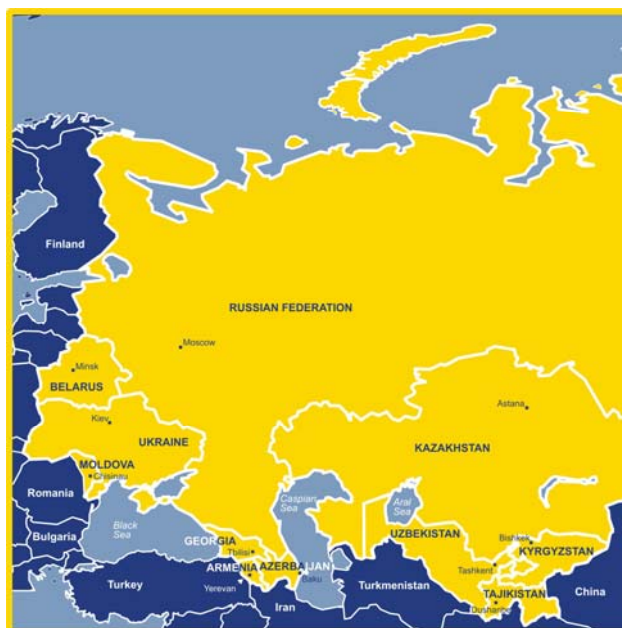 Finland
RUSSIAN FEDERATION
Moscow
Minsk
BELARUS
Astana
Kiev
UKRAINE
KAZAKHSTAN
MOLDOVA
Chisinau
Romania
Caspian
Sea
Aral
Sea
Black
Sea
Bulgaria
GEORGIA
Tbilisi
UZBEKISTAN
Bishkek
KYRGYZSTAN
ARMENIA
AZERBAIJAN
Tashkent
Baku
Yerevan
Turkey
Iran
Turkmenistan
China
TAJIKISTAN
Dushanbe